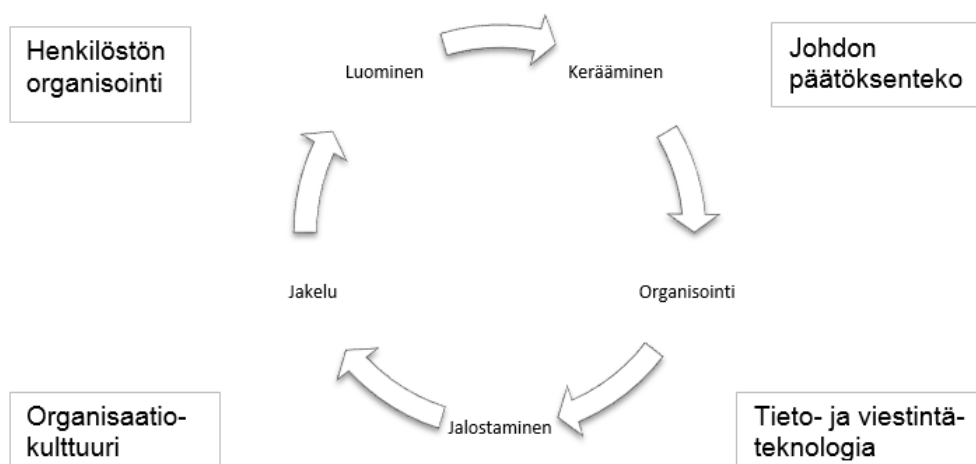 Henkilöstön
organisointi
Luominen
Kerääminen
Johdon
päätöksenteko
Jakelu
Organisointi
Organisaatio-
kulttuuri
Jalostaminen
Tieto- ja viestintä-
teknologia